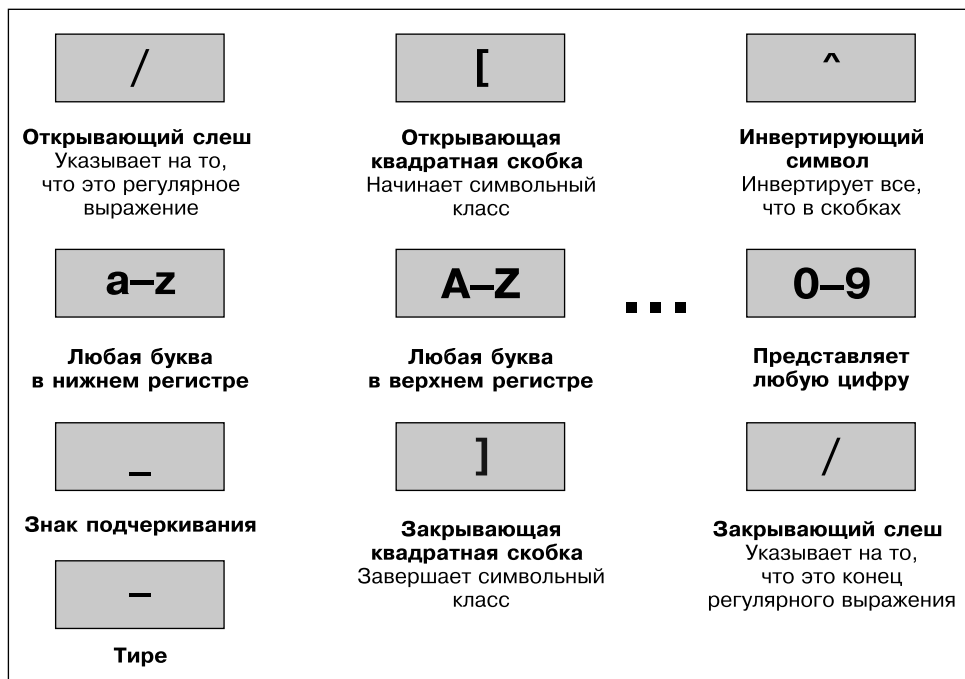 /
Открывающий слеш
Указывает на то,
что это регулярное
выражение
[
Открывающая
квадратная скобка
Начинает символьный
класс
^
Инвертирующий
символ
Инвертирует все,
что в скобках
a–z
Любая буква
в нижнем регистре
A–Z
Любая буква
в верхнем регистре
...
0–9
Представляет
любую цифру
_
Знак подчеркивания
]
Закрывающая
квадратная скобка
Завершает символьный
класс
/
Закрывающий слеш
Указывает на то,
что это конец
регулярного выражения
–
Тире